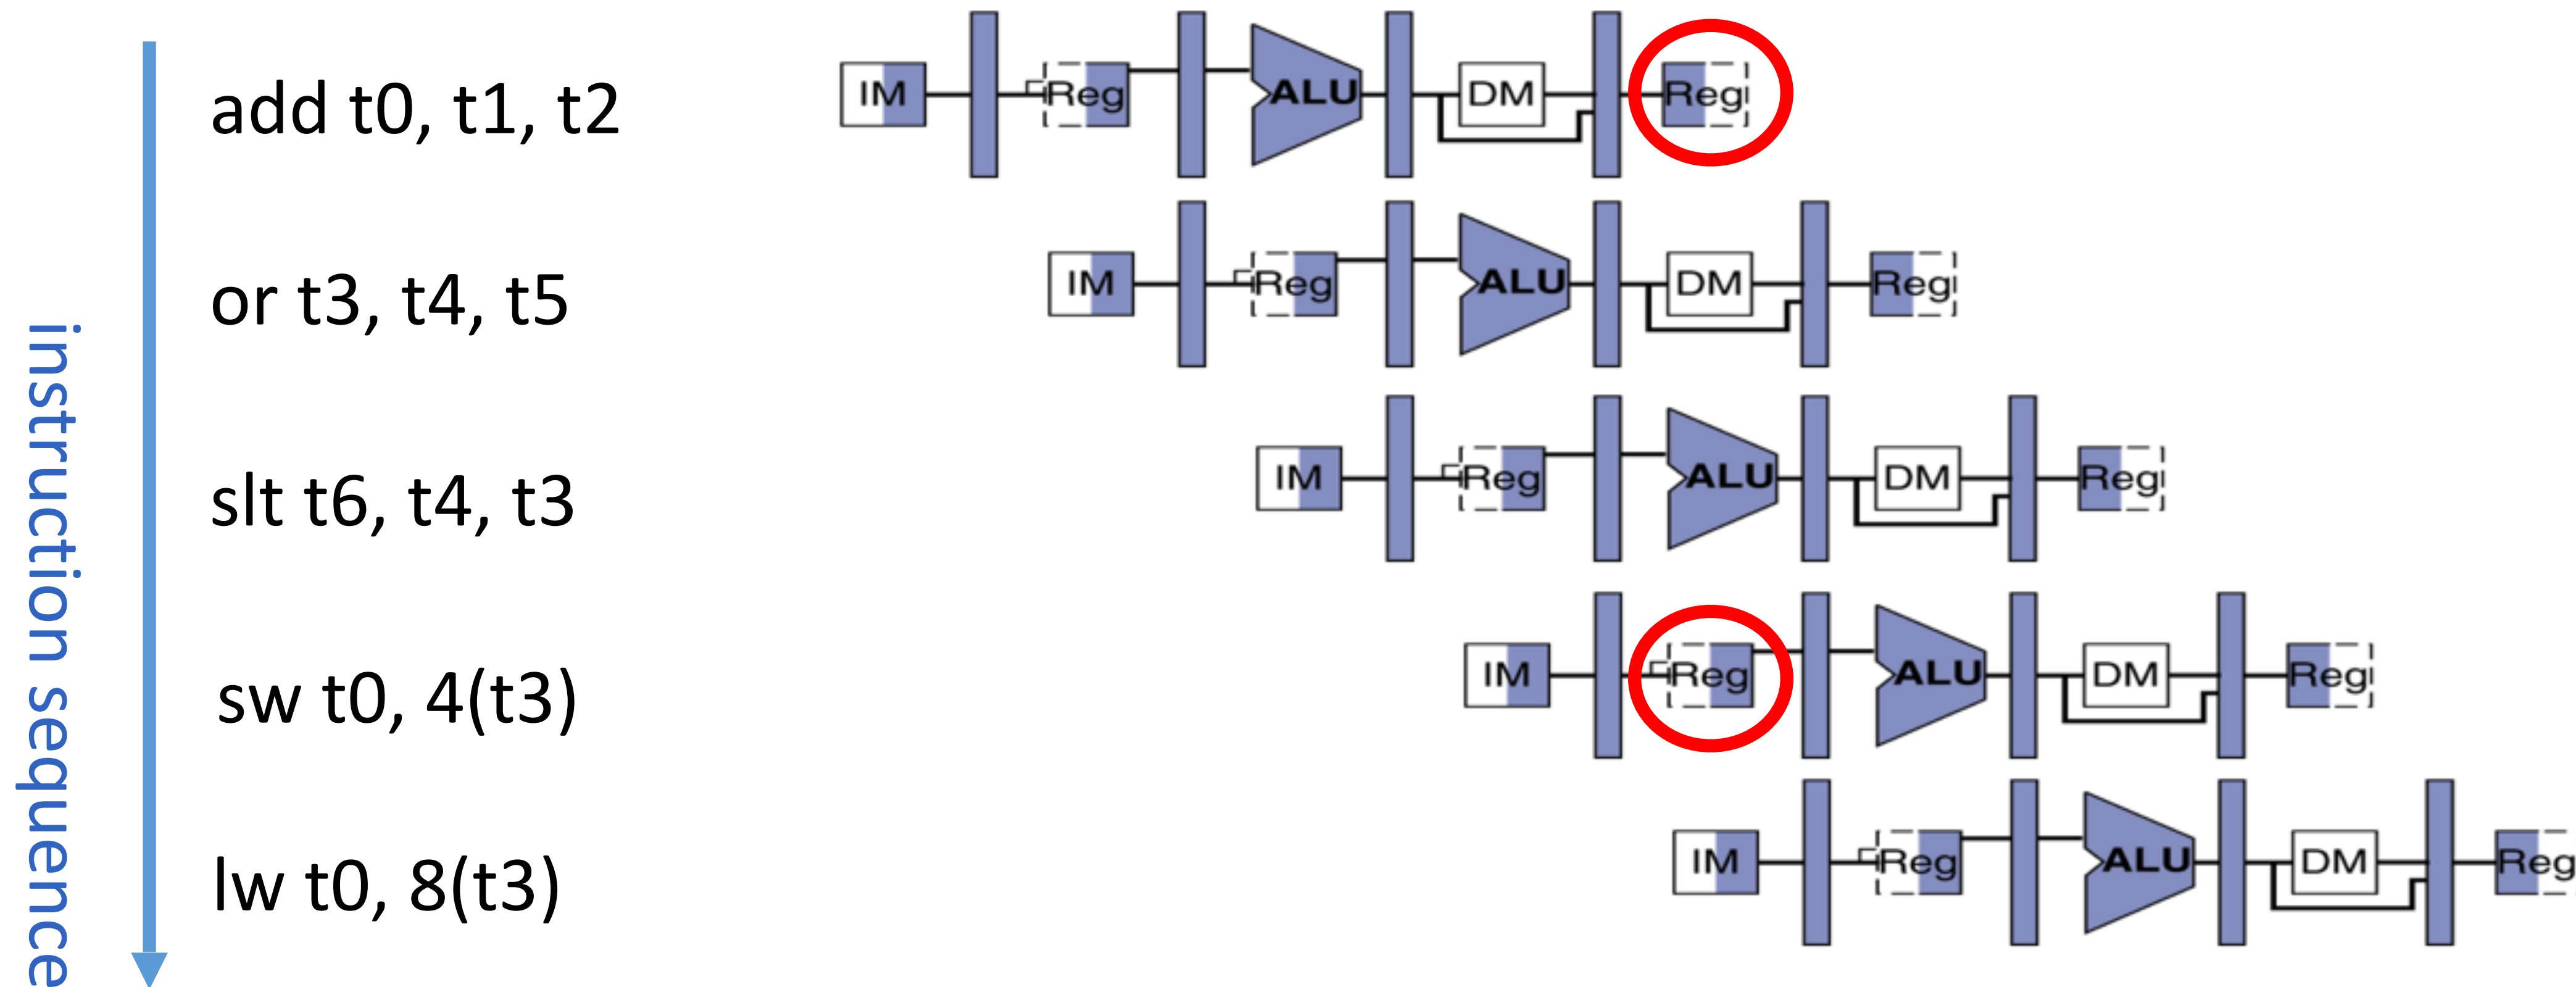 instruction sequence
add t0, t1, t2
IM Reg ALU DM Reg
or t3, t4, t5
IM Reg ALU DM Reg
slt t6, t4, t3
IM Reg ALU DM Reg
sw t0, 4(t3)
IM Reg ALU DM Reg
lw t0, 8(t3)
IM Reg ALU DM Reg